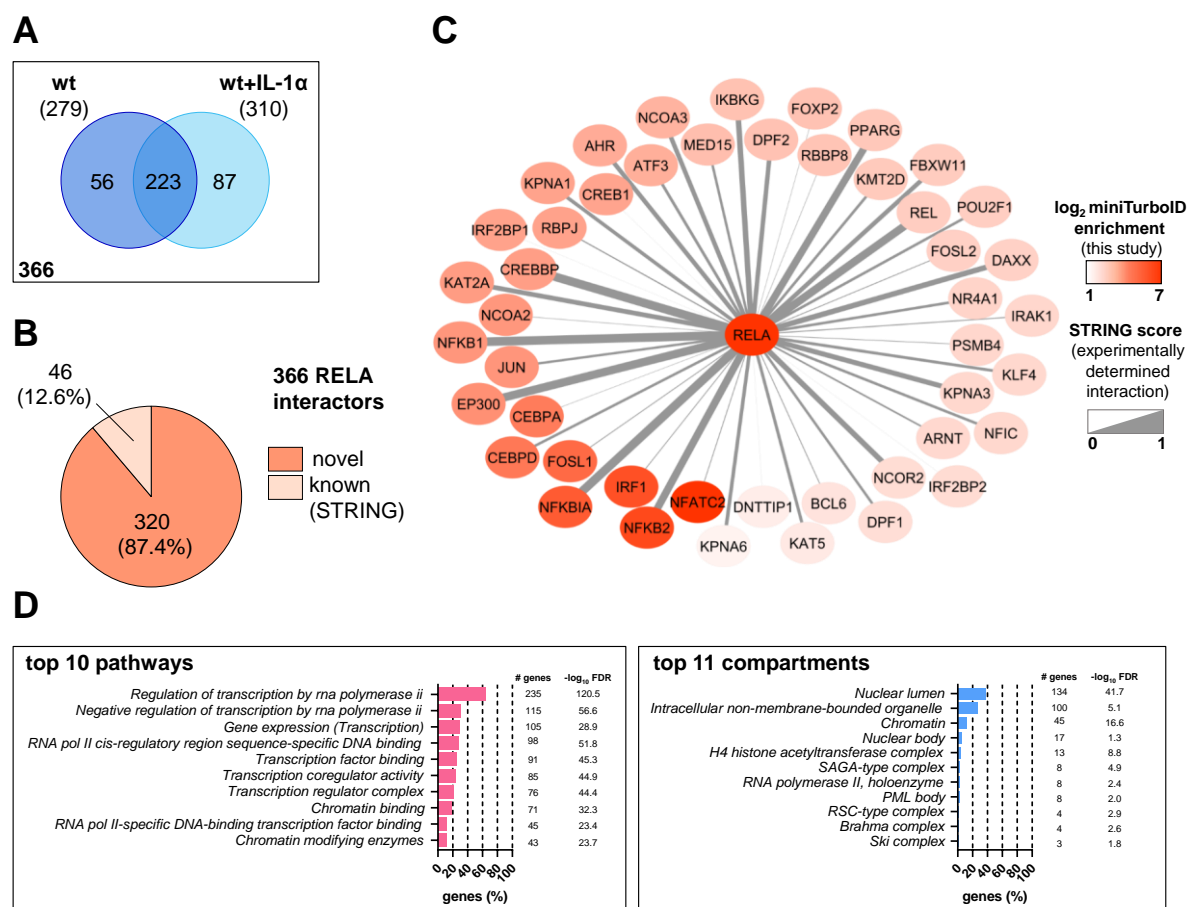 A
wt
(279)
wt+IL-1α
(310)
56
223
87
366
B
46
(12.6%)
320
(87.4%)
366 RELA
interactors
novel
known
(STRING)
C
IKBKG
FOXP2
NCOA3
PPARG
AHR
MED15
DPF2
RBBP8
FBXW11
ATF3
KMT2D
KPNA1
CREB1
REL
POU2F1
IRF2BP1
RBPJ
FOSL2
DAXX
CREBBP
KAT2A
NR4A1
NCOA2
IRAK1
RELA
NFKB1
PSMB4
JUN
KLF4
KPNA3
EP300
CEBPA
NFIC
ARNT
CEBPD
FOSL1
NCOR2
IRF2BP2
IRF1
NFKBIA
NFATC2
DNTTIP1
BCL6
DPF1
NFKB2
KPNA6
KAT5
log2 miniTurboID
enrichment
(this study)
1 7
STRING score
(experimentally
determined
interaction)
0 1
D
top 10 pathways
# genes -log10 FDR
Regulation of transcription by rna polymerase ii 235 120.5
Negative regulation of transcription by rna polymerase ii 115 56.6
Gene expression (Transcription) 105 28.9
RNA pol II cis-regulatory region sequence-specific DNA binding 98 51.8
Transcription factor binding 91 45.3
Transcription coregulator activity 85 44.9
Transcription regulator complex 76 44.4
Chromatin binding 71 32.3
RNA pol II-specific DNA-binding transcription factor binding 45 23.4
Chromatin modifying enzymes 43 23.7
0 20 40 60 80 100
genes (%)
top 11 compartments
# genes -log10 FDR
Nuclear lumen 134 41.7
Intracellular non-membrane-bounded organelle 100 5.1
Chromatin 45 16.6
Nuclear body 17 1.3
H4 histone acetyltransferase complex 13 8.8
SAGA-type complex 8 4.9
RNA polymerase II, holoenzyme 8 2.4
PML body 8 2.0
RSC-type complex 4 2.9
Brahma complex 4 2.6
Ski complex 3 1.8
0 20 40 60 80 100
genes (%)